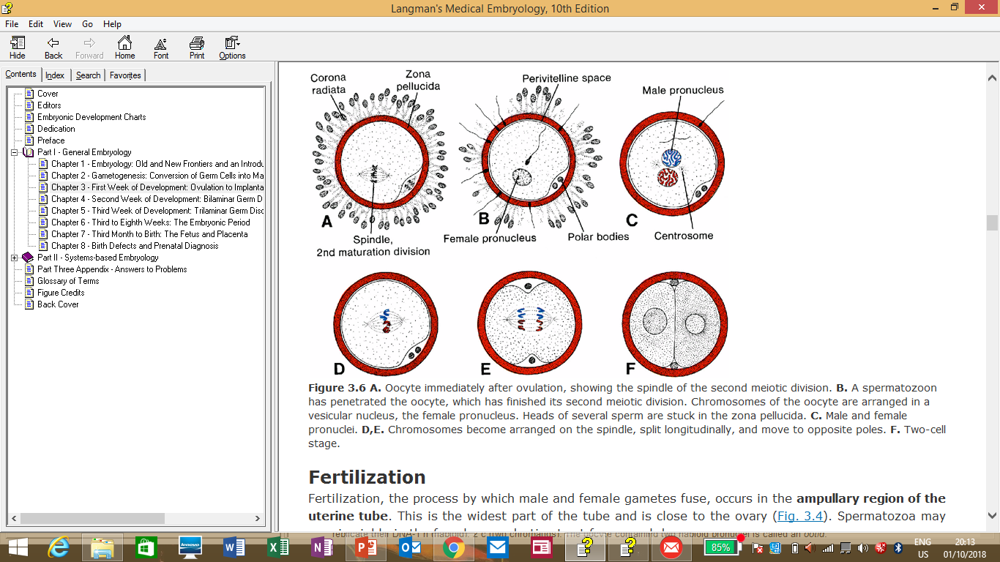 Langman's Medical Embryology, 10th Edition
File Edit View Go Help
Hide Back Forward Home Font Print Options
Contents Index Search Favorites
Cover
Editors
Embryonic Development Charts
Dedication
Preface
Part I - General Embryology
Chapter 1 - Embryology: Old and New Frontiers and an Introdu
Chapter 2 - Gametogenesis: Conversion of Germ Cells into Ma
Chapter 3 - First Week of Development: Ovulation to Implanta
Chapter 4 - Second Week of Development: Bilaminar Germ D
Chapter 5 - Third Week of Development: Trilaminar Germ Disc
Chapter 6 - Third to Eighth Weeks: The Embryonic Period
Chapter 7 - Third Month to Birth: The Fetus and Placenta
Chapter 8 - Birth Defects and Prenatal Diagnosis
Part II - Systems-based Embryology
Part Three Appendix - Answers to Problems
Glossary of Terms
Figure Credits
Back Cover
Corona
radiata
Zona
pellucida
Perivitelline space
Male pronucleus
A
B
C
Spindle,
2nd maturation division
Female pronucleus
Polar bodies
Centrosome
D
E
F
Figure 3.6 A. Oocyte immediately after ovulation, showing the spindle of the second meiotic division. B. A spermatozoon
has penetrated the oocyte, which has finished its second meiotic division. Chromosomes of the oocyte are arranged in a
vesicular nucleus, the female pronucleus. Heads of several sperm are stuck in the zona pellucida. C. Male and female
pronuclei. D,E. Chromosomes become arranged on the spindle, split longitudinally, and move to opposite poles. F. Two-cell
stage.
Fertilization
Fertilization, the process by which male and female gametes fuse, occurs in the ampullary region of the
uterine tube. This is the widest part of the tube and is close to the ovary (Fig. 3.4). Spermatozoa may
lenovo
85%
ENG
US
20:13
01/10/2018